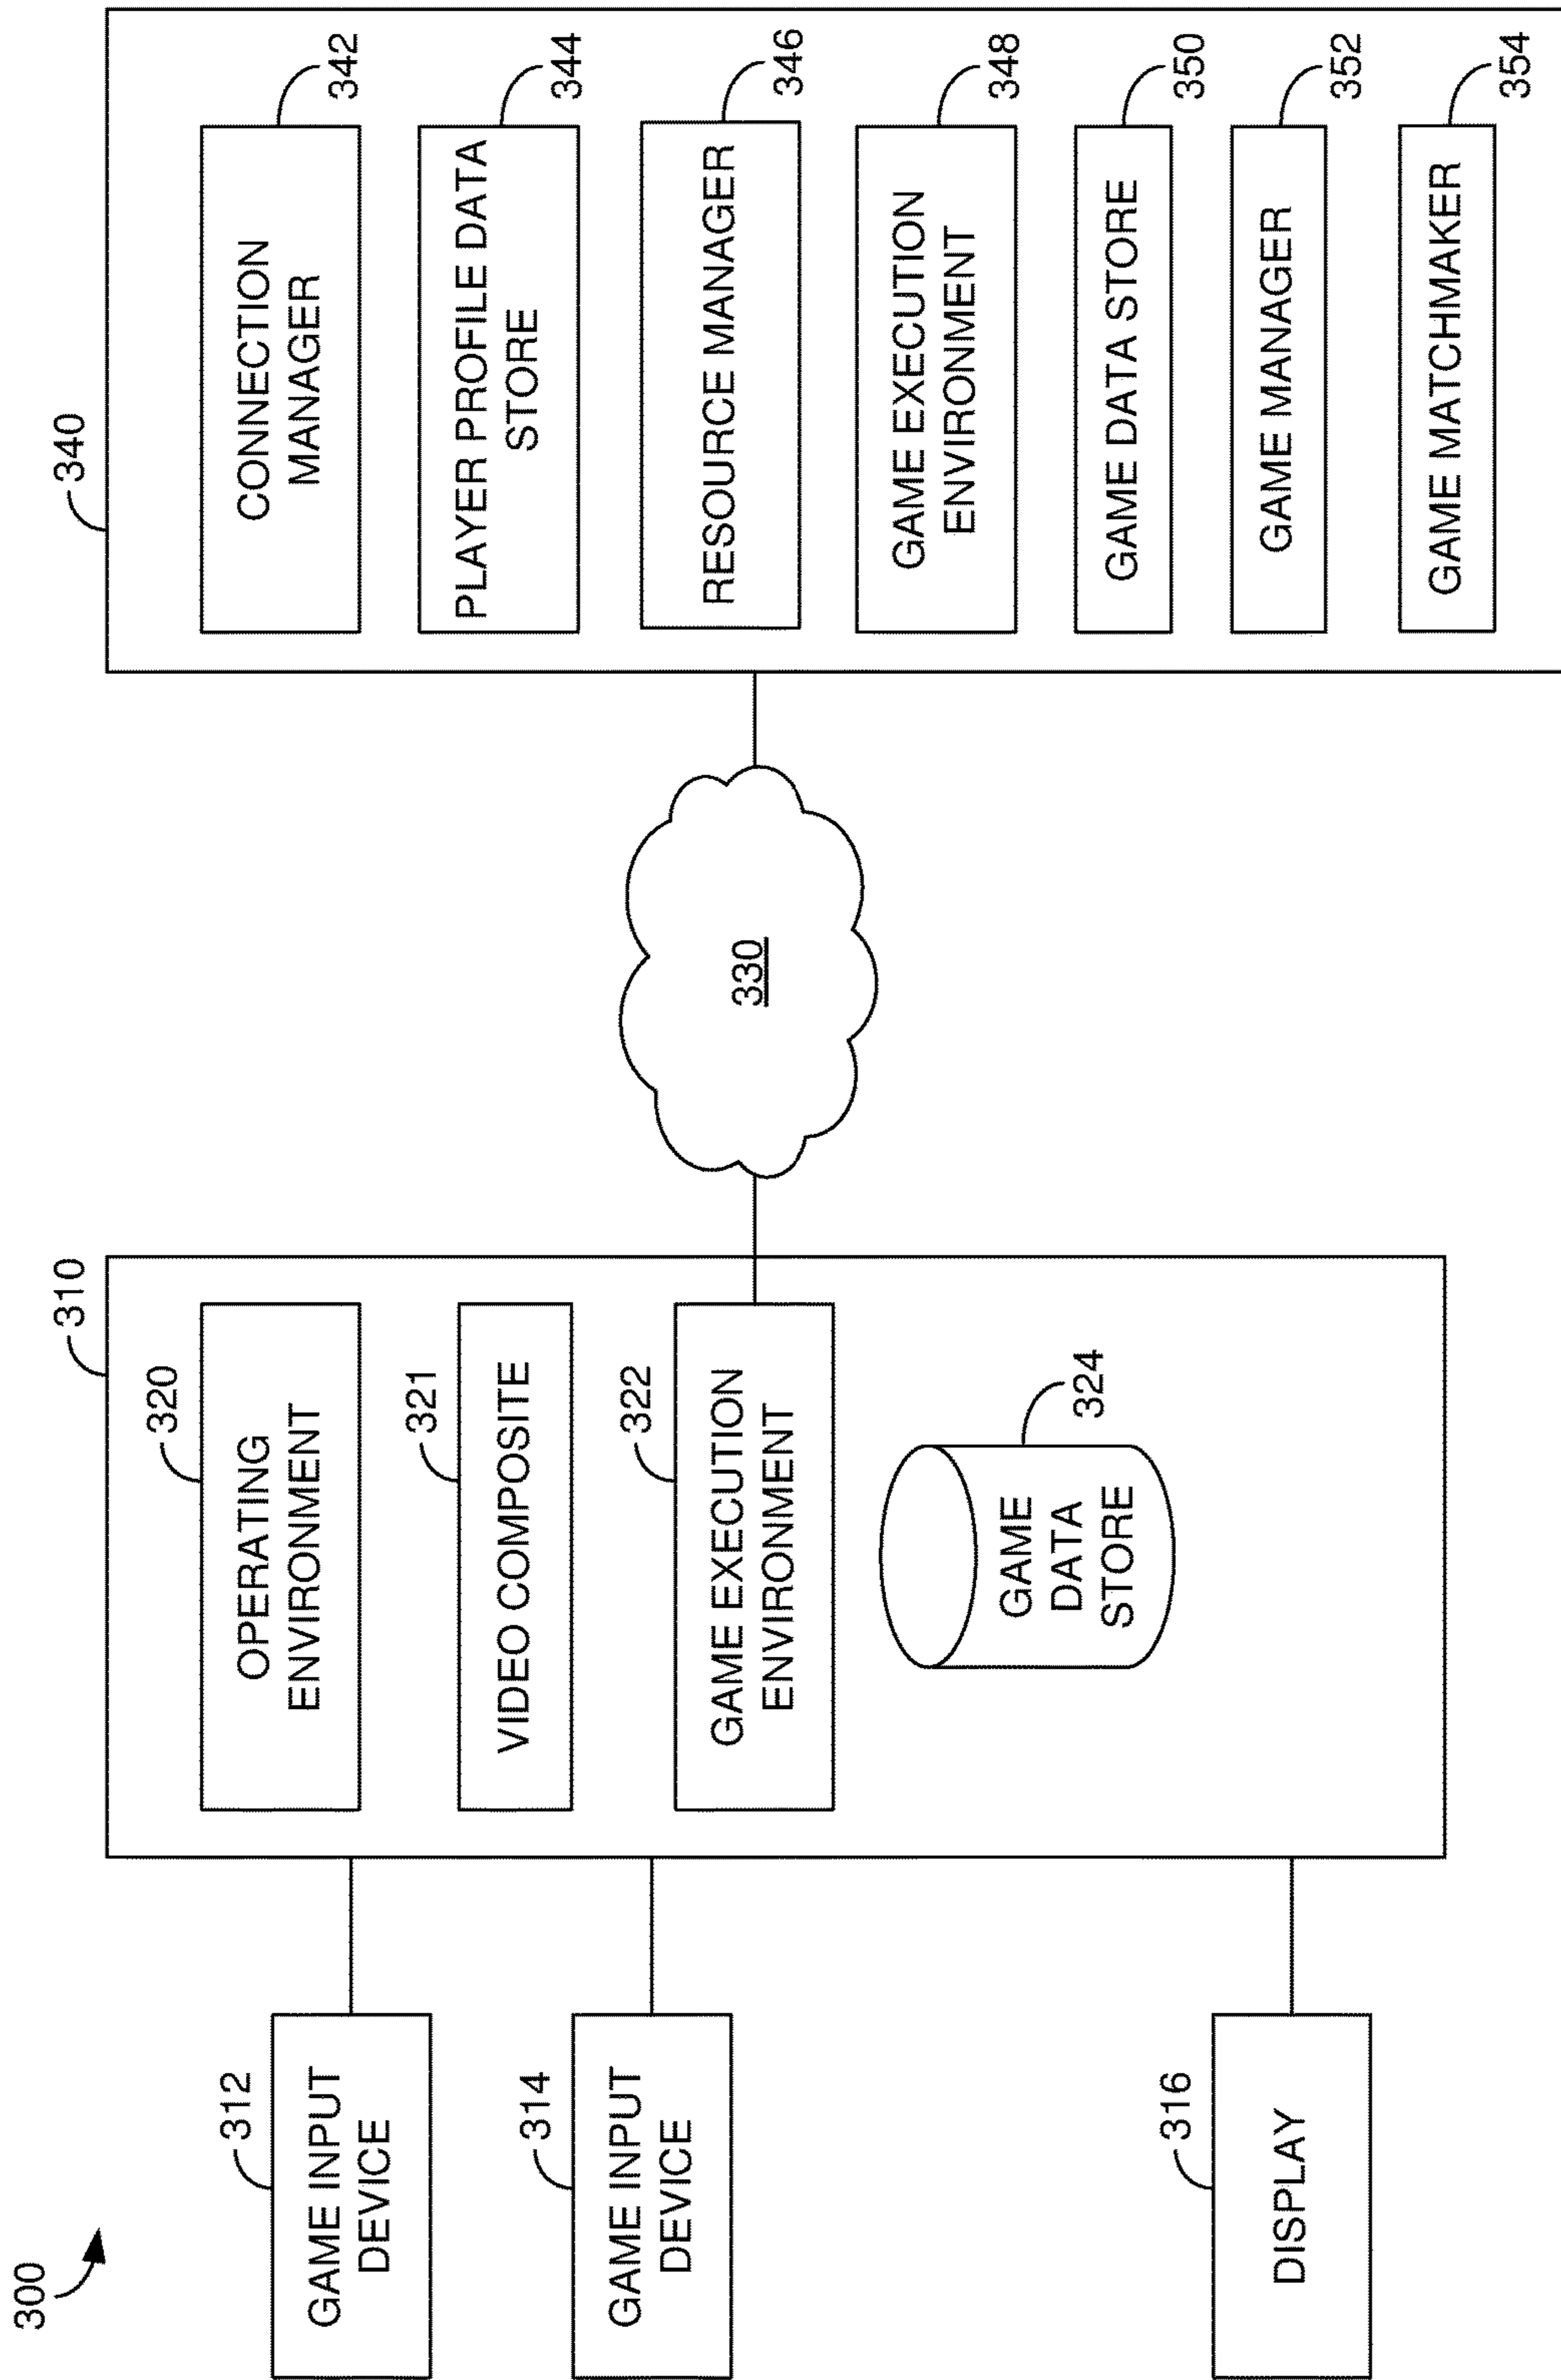 300
312
GAME INPUT
DEVICE
314
GAME INPUT
DEVICE
316
DISPLAY
310
320
OPERATING
ENVIRONMENT
321
VIDEO COMPOSITE
322
GAME EXECUTION
ENVIRONMENT
324
GAME
DATA
STORE
330
340
CONNECTION
MANAGER
342
PLAYER PROFILE DATA
STORE
344
RESOURCE MANAGER
346
GAME EXECUTION
ENVIRONMENT
348
GAME DATA STORE
350
GAME MANAGER
352
GAME MATCHMAKER
354